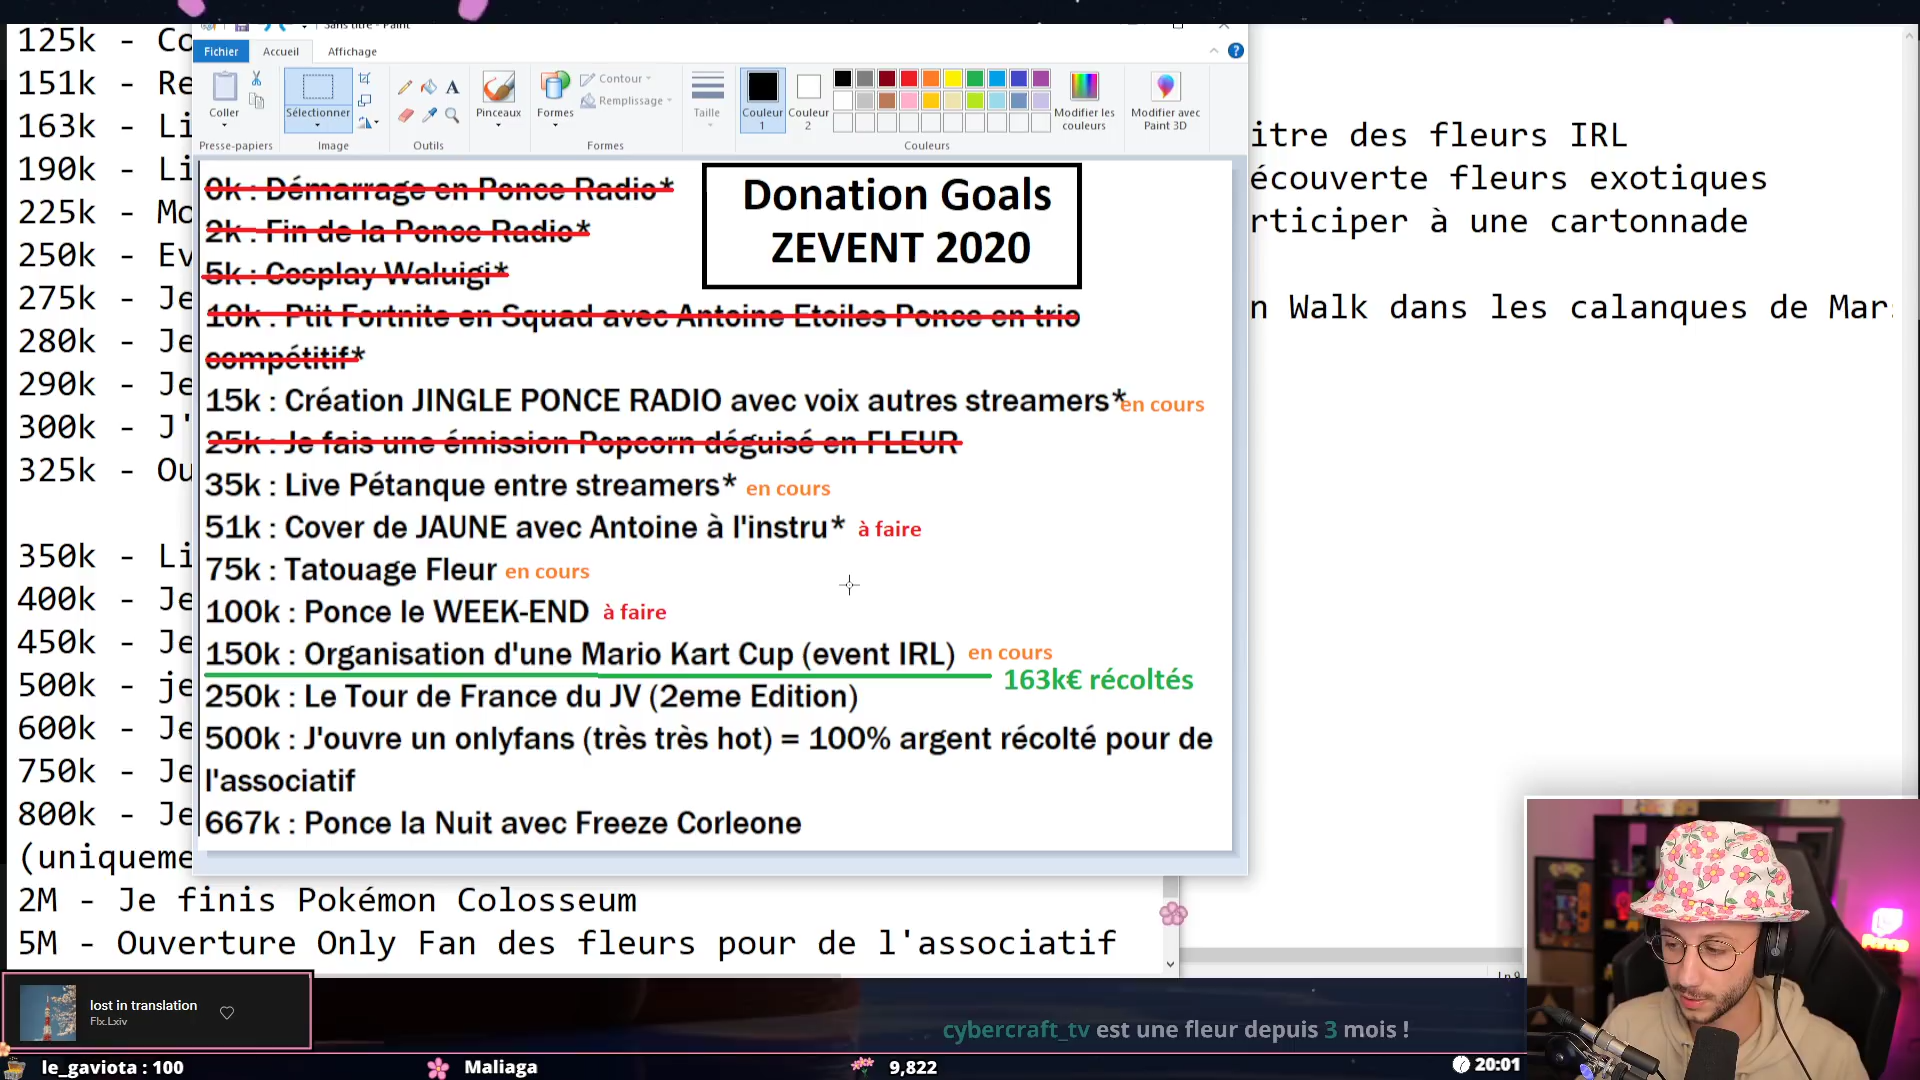 125k - Co
151k - Re
163k - Li
190k - Li
225k - Mo
250k - Ev
275k - Je
280k - Je
290k - Je
300k - J'
325k - Ou
350k - Li
400k - Je
450k - Je
500k - je
600k - Je
750k - Je
800k - Je
(uniqueme
2M - Je finis Pokémon Colosseum
5M - Ouverture Only Fan des fleurs pour de l'associatif
Sans titre - Paint
Fichier
Accueil
Affichage
Coller
Sélectionner
Pinceaux
Formes
Contour
Remplissage
Taille
Couleur 1
Couleur 2
Modifier les couleurs
Modifier avec Paint 3D
Presse-papiers
Image
Outils
Formes
Couleurs
Donation Goals
ZEVENT 2020
0k : Démarrage en Ponce Radio*
2k : Fin de la Ponce Radio*
5k : Cosplay Waluigi*
10k : Ptit Fortnite en Squad avec Antoine Etoiles Ponce en trio
compétitif*
15k : Création JINGLE PONCE RADIO avec voix autres streamers* en cours
25k : Je fais une émission Popcorn déguisé en FLEUR
35k : Live Pétanque entre streamers* en cours
51k : Cover de JAUNE avec Antoine à l'instru* à faire
75k : Tatouage Fleur en cours
100k : Ponce le WEEK-END à faire
150k : Organisation d'une Mario Kart Cup (event IRL) en cours
163k€ récoltés
250k : Le Tour de France du JV (2eme Edition)
500k : J'ouvre un onlyfans (très très hot) = 100% argent récolté pour de
l'associatif
667k : Ponce la Nuit avec Freeze Corleone
itre des fleurs IRL
écouverte fleurs exotiques
rticiper à une cartonnade
n Walk dans les calanques de Mar
lost in translation
Flx.Lxiv
cybercraft_tv est une fleur depuis 3 mois !
le_gaviota : 100
Maliaga
9,822
20:01